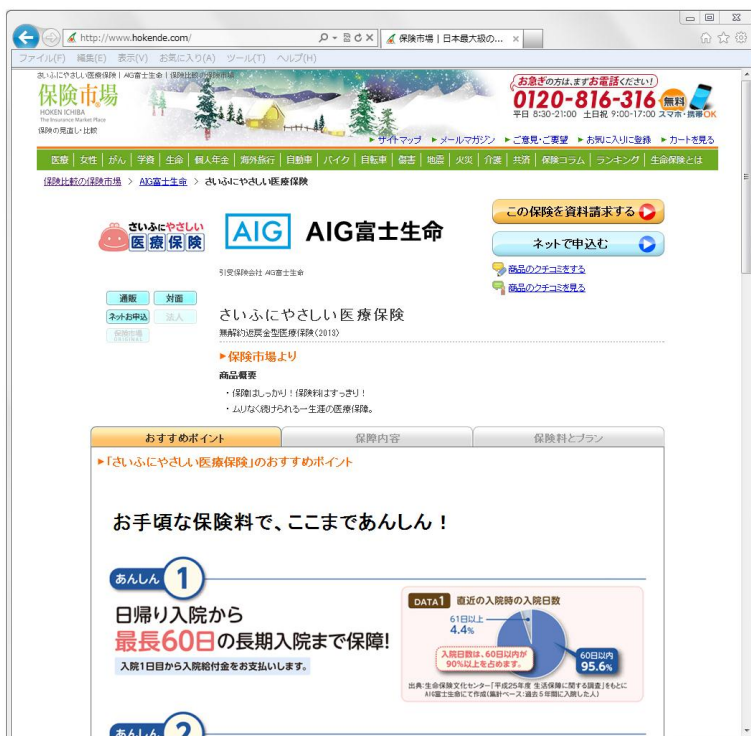 http://www.hokende.com/
保険市場 | 日本最大級の...
ファイル(F) 編集(E) 表示(V) お気に入り(A) ツール(T) ヘルプ(H)
さいふにやさしい医療保険 | AIG富士生命 | 保険比較の保険市場
保険市場
HOKEN ICHIBA
The Insurance Market Place
保険の見直し・比較
お急ぎの方は、まずお電話ください!
0120-816-316 無料
平日 8:30-21:00 土日祝 9:00-17:00 スマホ・携帯OK
サイトマップ メールマガジン ご意見・ご要望 お気に入りに登録 カートを見る
医療 | 女性 | がん | 学資 | 生命 | 個人年金 | 海外旅行 | 自動車 | バイク | 自転車 | 傷害 | 地震 | 火災 | 介護 | 共済 | 保険コラム | ランキング | 生命保険とは
保険比較の保険市場 > AIG富士生命 > さいふにやさしい医療保険
さいふにやさしい
医療保険
AIG AIG富士生命
この保険を資料請求する
ネットで申込む
引受保険会社 AIG富士生命
商品のクチコミをする
商品のクチコミを見る
通販 対面
ネットお申込 法人
保険市場
ORIGINAL
さいふにやさしい医療保険
無解約返戻金型医療保険(2013)
保険市場より
商品概要
・保障はしっかり!保険料はすっきり!
・ムリなく続けられる一生涯の医療保障。
おすすめポイント 保障内容 保険料とプラン
「さいふにやさしい医療保険」のおすすめポイント
お手頃な保険料で、ここまであんしん!
あんしん 1
日帰り入院から
最長60日の長期入院まで保障!
入院1日目から入院給付金をお支払いします。
DATA1 直近の入院時の入院日数
61日以上
4.4%
入院日数は、60日以内が
90%以上を占めます。
60日以内
95.6%
出典:生命保険文化センター「平成25年度 生活保障に関する調査」をもとに
AIG富士生命にて作成(集計ベース:過去5年間に入院した人)
あんしん 2